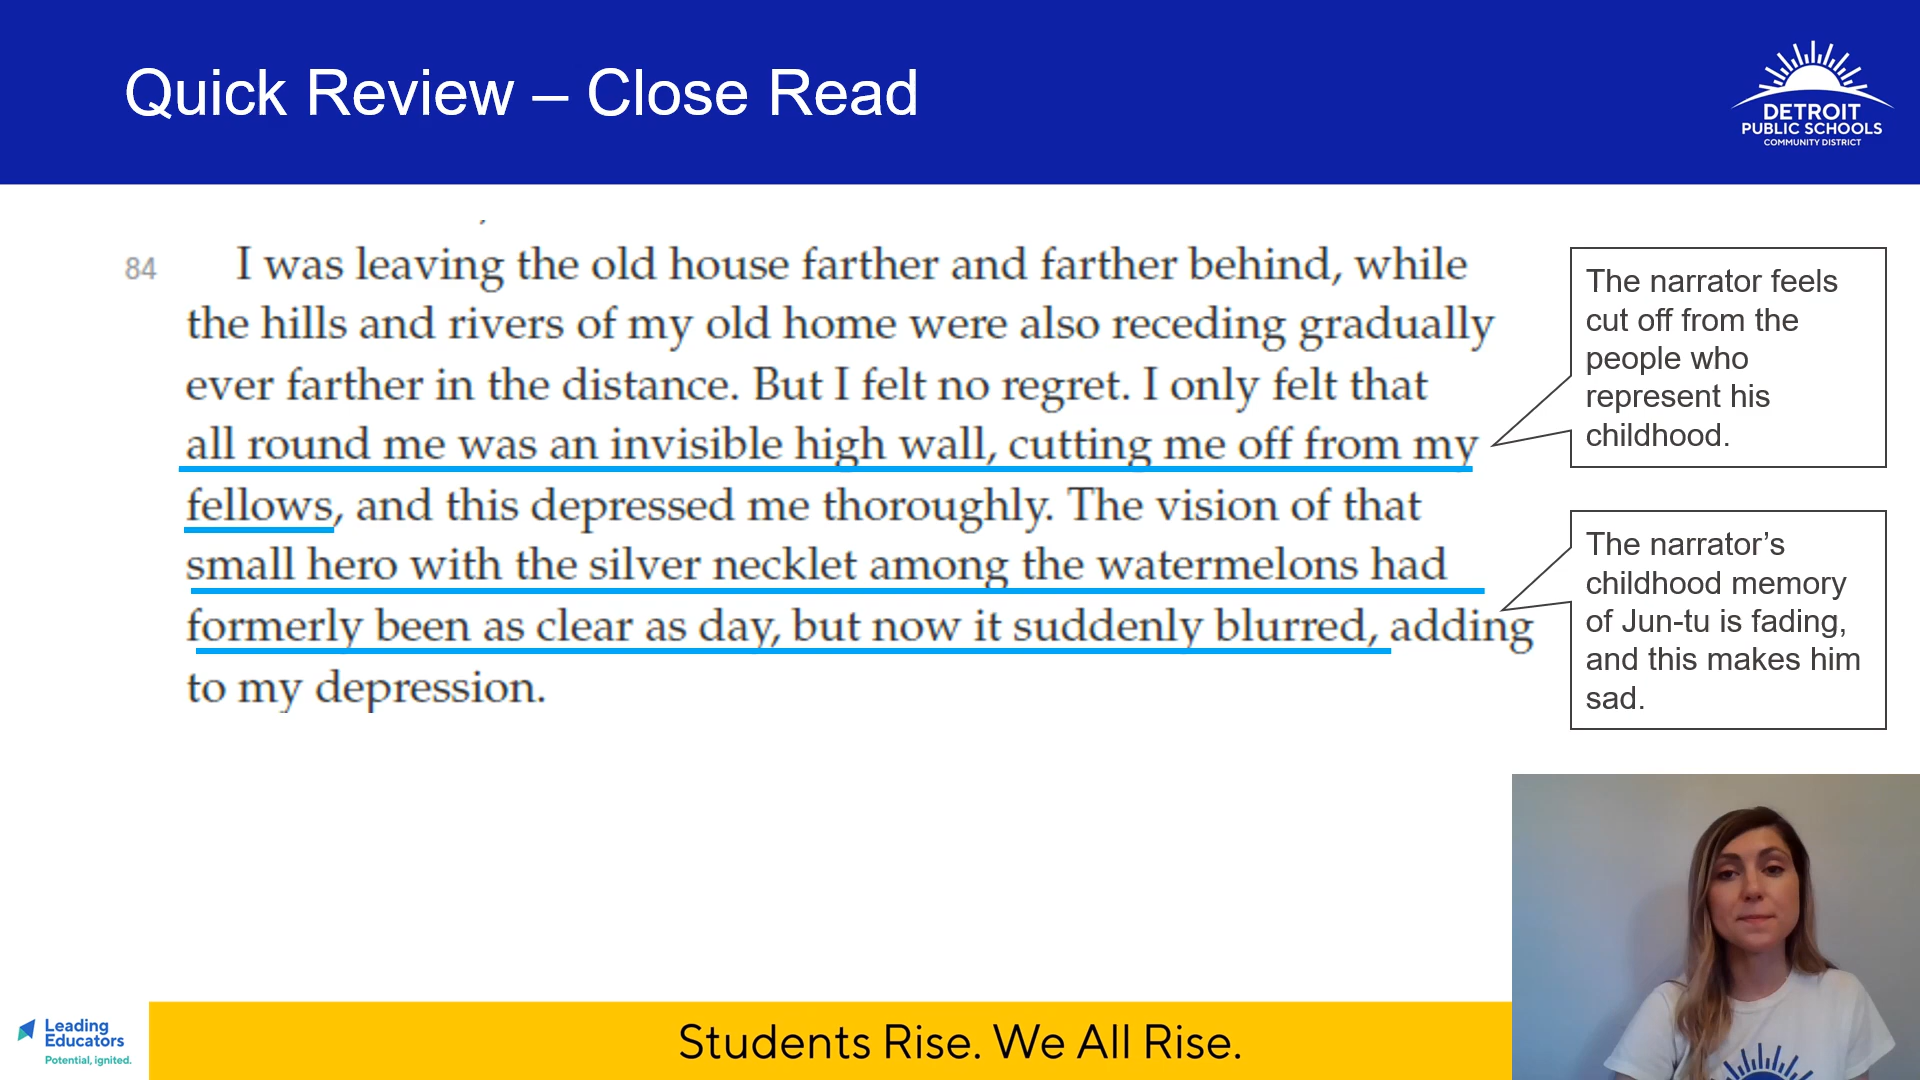 Quick Review – Close Read
DETROIT
PUBLIC SCHOOLS
COMMUNITY DISTRICT
84
I was leaving the old house farther and farther behind, while
the hills and rivers of my old home were also receding gradually
ever farther in the distance. But I felt no regret. I only felt that
all round me was an invisible high wall, cutting me off from my
fellows, and this depressed me thoroughly. The vision of that
small hero with the silver necklet among the watermelons had
formerly been as clear as day, but now it suddenly blurred, adding
to my depression.
The narrator feels
cut off from the
people who
represent his
childhood.
The narrator’s
childhood memory
of Jun-tu is fading,
and this makes him
sad.
Leading
Educators
Potential, ignited.
Students Rise. We All Rise.